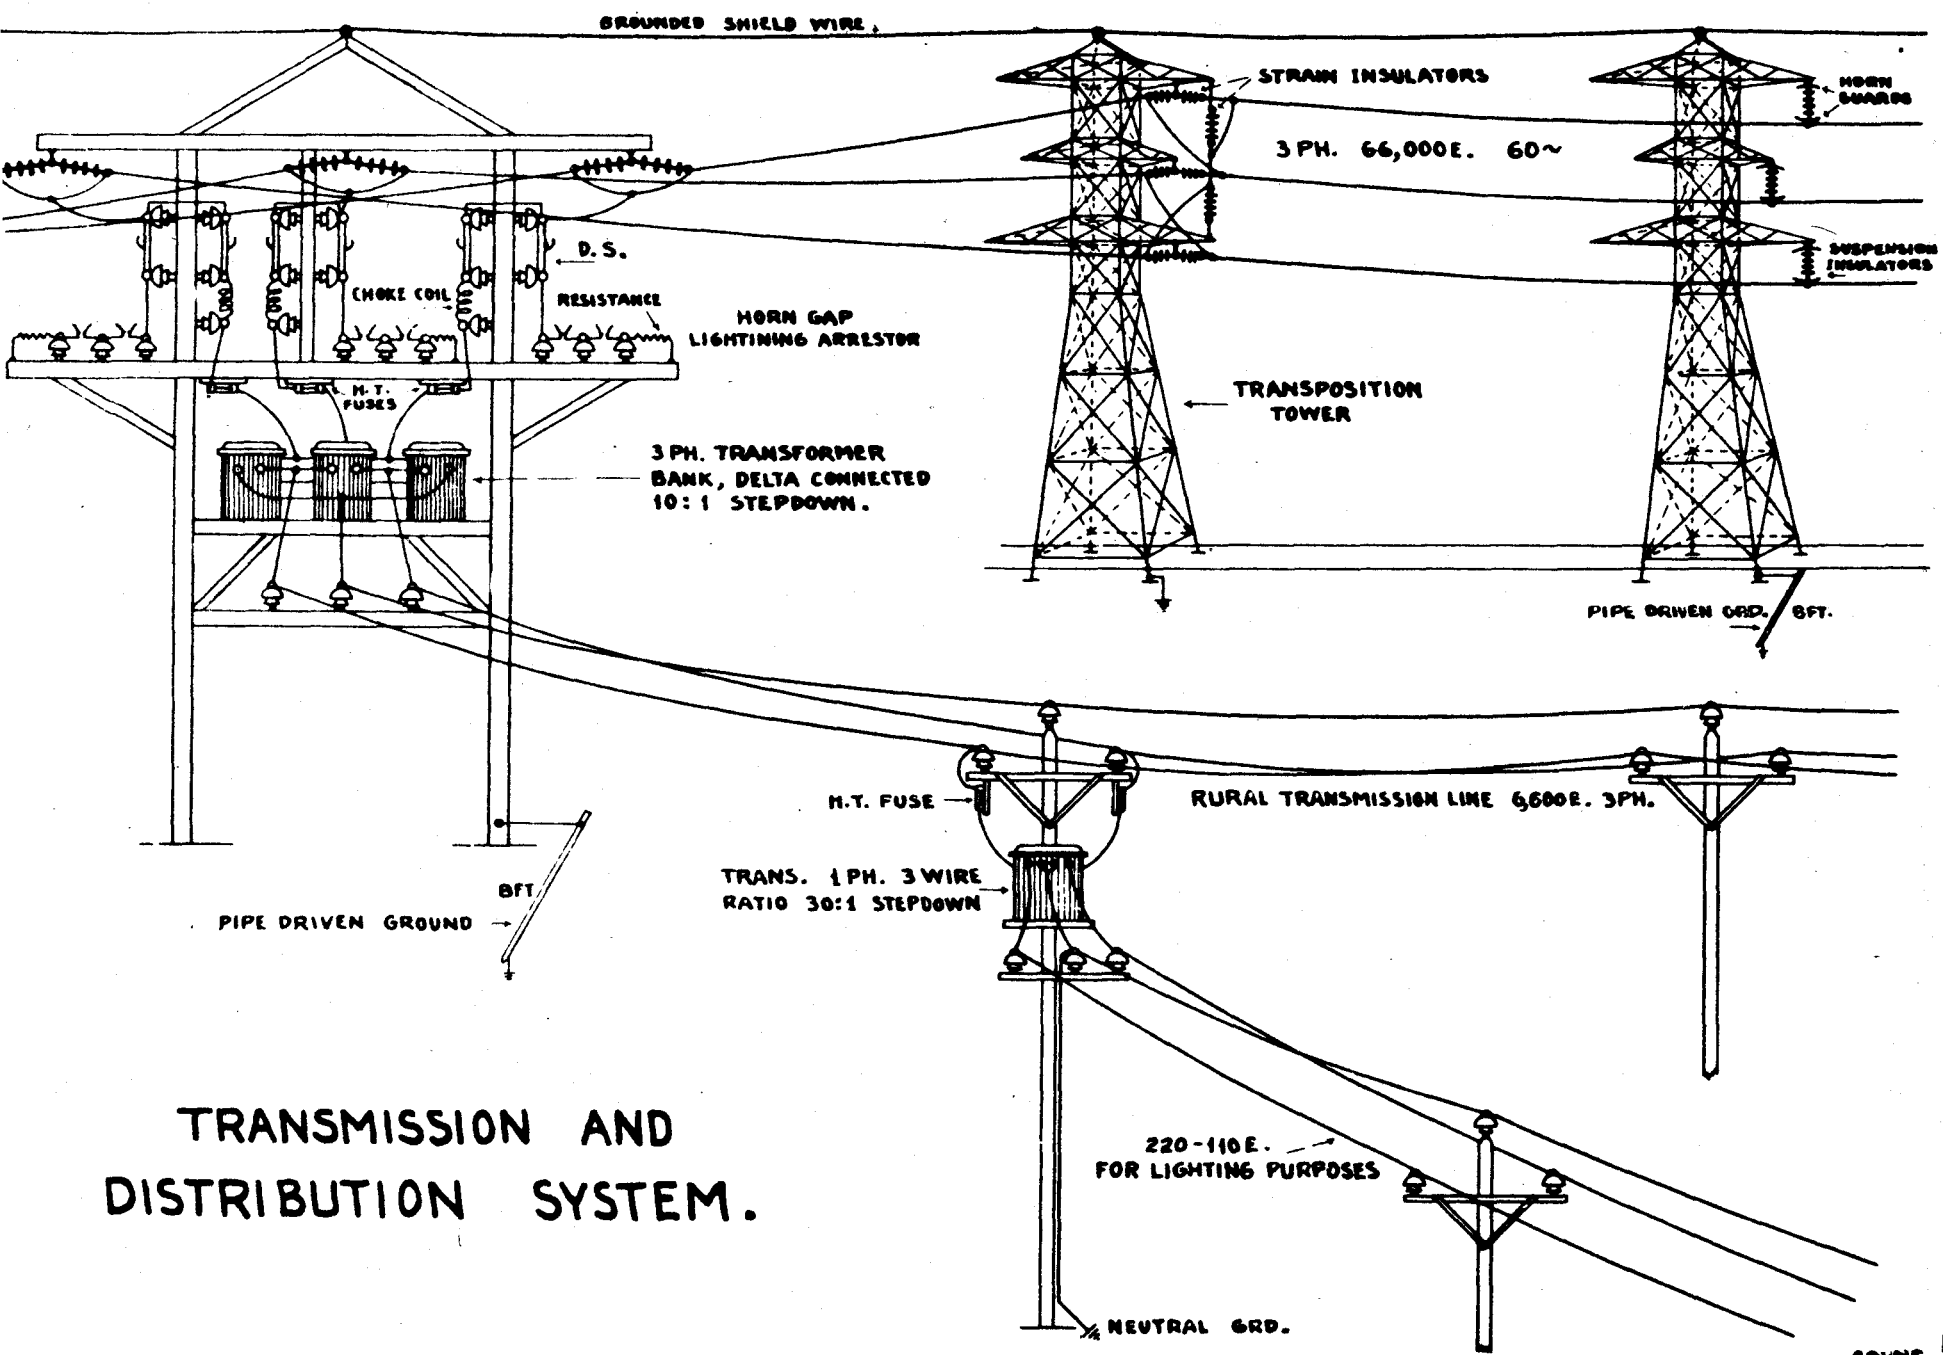 GROUNDED SHIELD WIRE.
STRAIN INSULATORS
HORN
GUARDS
3 PH. 66,000E. 60~
D.S.
SUSPENSION
INSULATORS
CHOKE COIL
RESISTANCE
HORN GAP
LIGHTINING ARRESTOR
H.T.
FUSES
TRANSPOSITION
TOWER
3 PH. TRANSFORMER
BANK, DELTA CONNECTED
10:1 STEPDOWN.
PIPE DRIVEN GRD. 8FT.
H.T. FUSE
RURAL TRANSMISSION LINE 6,600E. 3PH.
TRANS. 1 PH. 3 WIRE
RATIO 30:1 STEPDOWN
8FT
PIPE DRIVEN GROUND
TRANSMISSION AND
DISTRIBUTION SYSTEM.
220-110E.
FOR LIGHTING PURPOSES
NEUTRAL GRD.